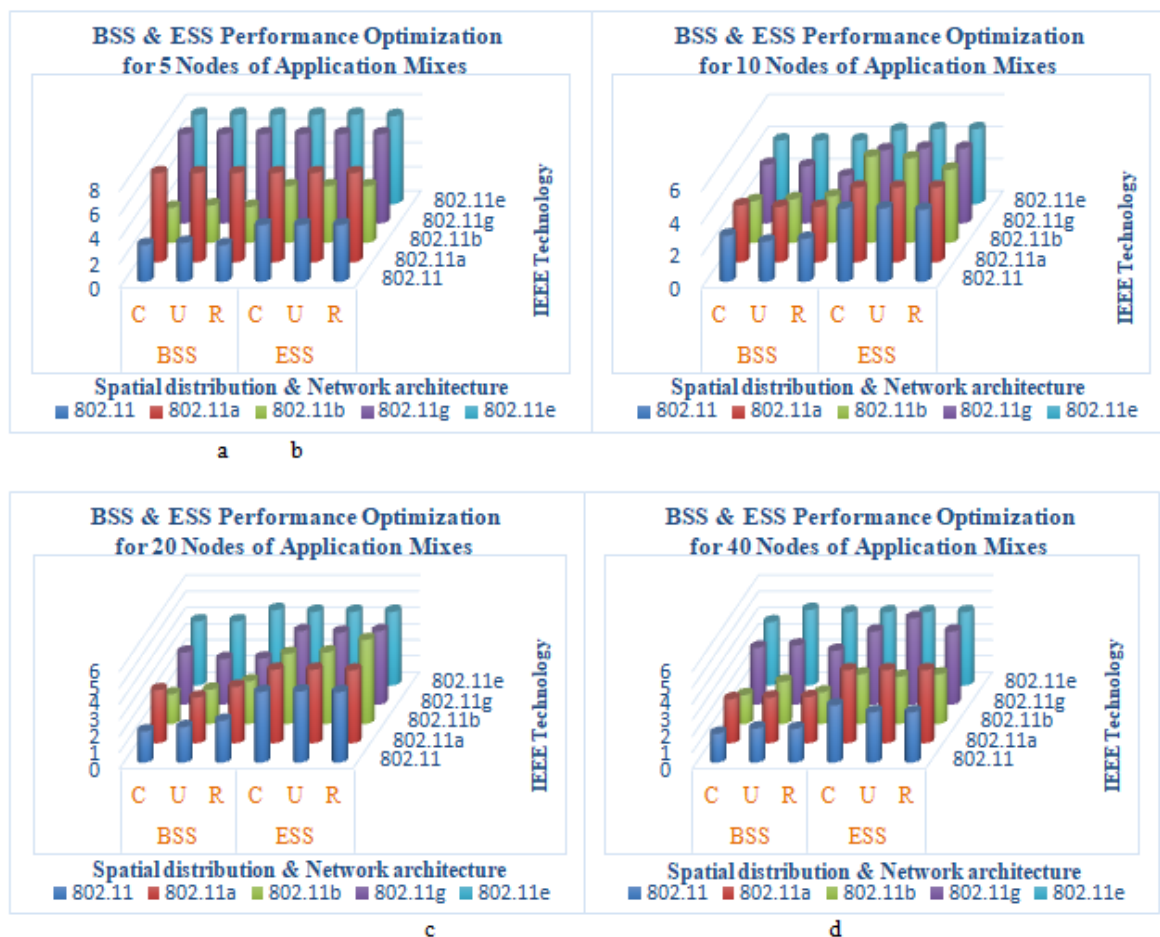 BSS & ESS Performance Optimization
for 5 Nodes of Application Mixes
8
6
4
2
0
802.11e
802.11g
802.11b
802.11a
802.11
IEEE Technology
C U R C U R
BSS ESS
Spatial distribution & Network architecture
802.11 802.11a 802.11b 802.11g 802.11e
BSS & ESS Performance Optimization
for 10 Nodes of Application Mixes
6
4
2
0
802.11e
802.11g
802.11b
802.11a
802.11
IEEE Technology
C U R C U R
BSS ESS
Spatial distribution & Network architecture
802.11 802.11a 802.11b 802.11g 802.11e
a b
BSS & ESS Performance Optimization
for 20 Nodes of Application Mixes
6
5
4
3
2
1
0
802.11e
802.11g
802.11b
802.11a
802.11
IEEE Technology
C U R C U R
BSS ESS
Spatial distribution & Network architecture
802.11 802.11a 802.11b 802.11g 802.11e
BSS & ESS Performance Optimization
for 40 Nodes of Application Mixes
6
5
4
3
2
1
0
802.11e
802.11g
802.11b
802.11a
802.11
IEEE Technology
C U R C U R
BSS ESS
Spatial distribution & Network architecture
802.11 802.11a 802.11b 802.11g 802.11e
c d